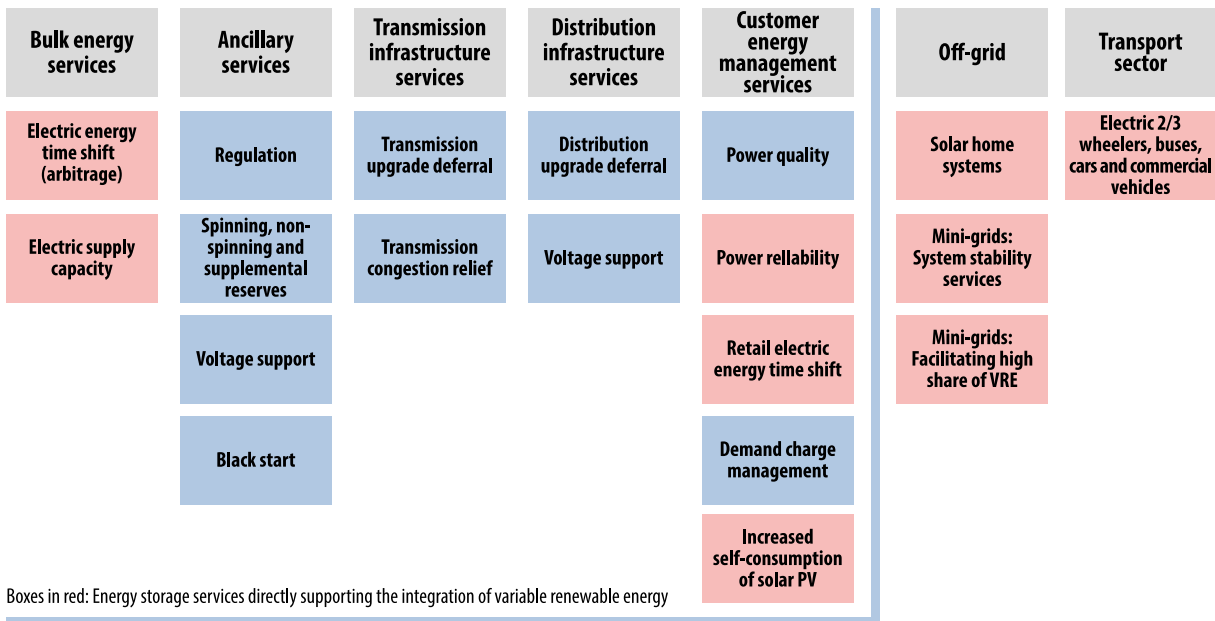 Bulk energy
services
Electric energy
time shift
(arbitrage)
Electric supply
capacity
Ancillary
services
Regulation
Spinning, non-
spinning and
supplemental
reserves
Voltage support
Black start
Transmission
infrastructure
services
Transmission
upgrade deferral
Transmission
congestion relief
Distribution
infrastructure
services
Distribution
upgrade deferral
Voltage support
Customer
energy
management
services
Power quality
Power rellability
Retail electric
energy time shift
Demand charge
management
Increased
self-consumption
of solar PV
Off-grid
Solar home
systems
Mini-grids:
System stability
services
Mini-grids:
Facilitating high
share of VRE
Transport
sector
Electric 2/3
wheelers, buses,
cars and commercial
vehicles
Boxes in red: Energy storage services directly supporting the integration of variable renewable energy